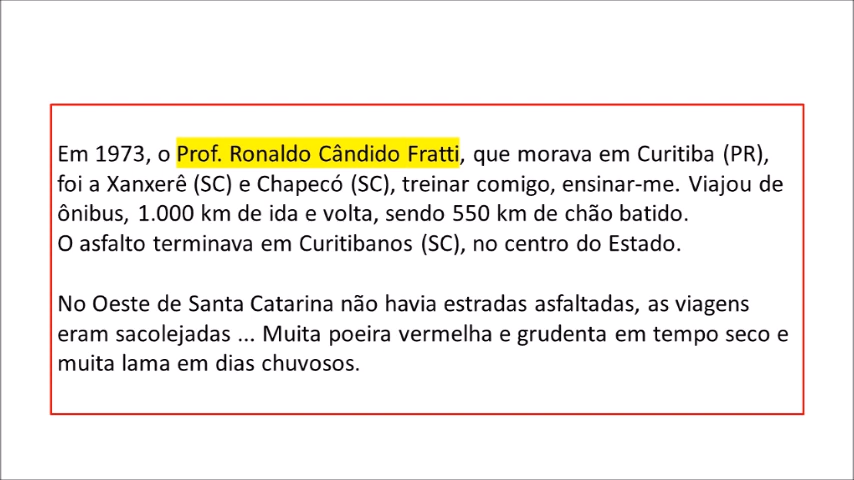 Em 1973, o Prof. Ronaldo Cândido Fratti, que morava em Curitiba (PR),
foi a Xanxerê (SC) e Chapecó (SC), treinar comigo, ensinar-me. Viajou de
ônibus, 1.000 km de ida e volta, sendo 550 km de chão batido.
O asfalto terminava em Curitibanos (SC), no centro do Estado.
No Oeste de Santa Catarina não havia estradas asfaltadas, as viagens
eram sacolejadas ... Muita poeira vermelha e grudenta em tempo seco e
muita lama em dias chuvosos.